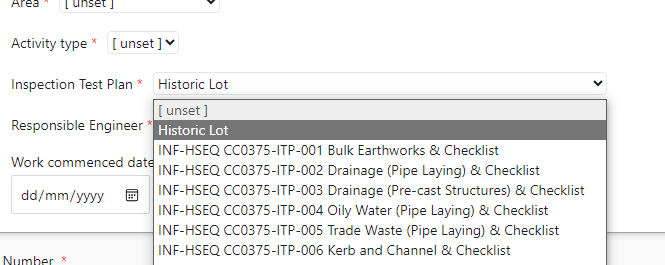 Area * [ unset ]
Activity type * [ unset ]
Inspection Test Plan * Historic Lot
[ unset ]
Responsible Engineer * Historic Lot
INF-HSEQ CC0375-ITP-001 Bulk Earthworks & Checklist
Work commenced date INF-HSEQ CC0375-ITP-002 Drainage (Pipe Laying) & Checklist
dd/mm/yyyy INF-HSEQ CC0375-ITP-003 Drainage (Pre-cast Structures) & Checklist
INF-HSEQ CC0375-ITP-004 Oily Water (Pipe Laying) & Checklist
INF-HSEQ CC0375-ITP-005 Trade Waste (Pipe Laying) & Checklist
INF-HSEQ CC0375-ITP-006 Kerb and Channel & Checklist
Number *